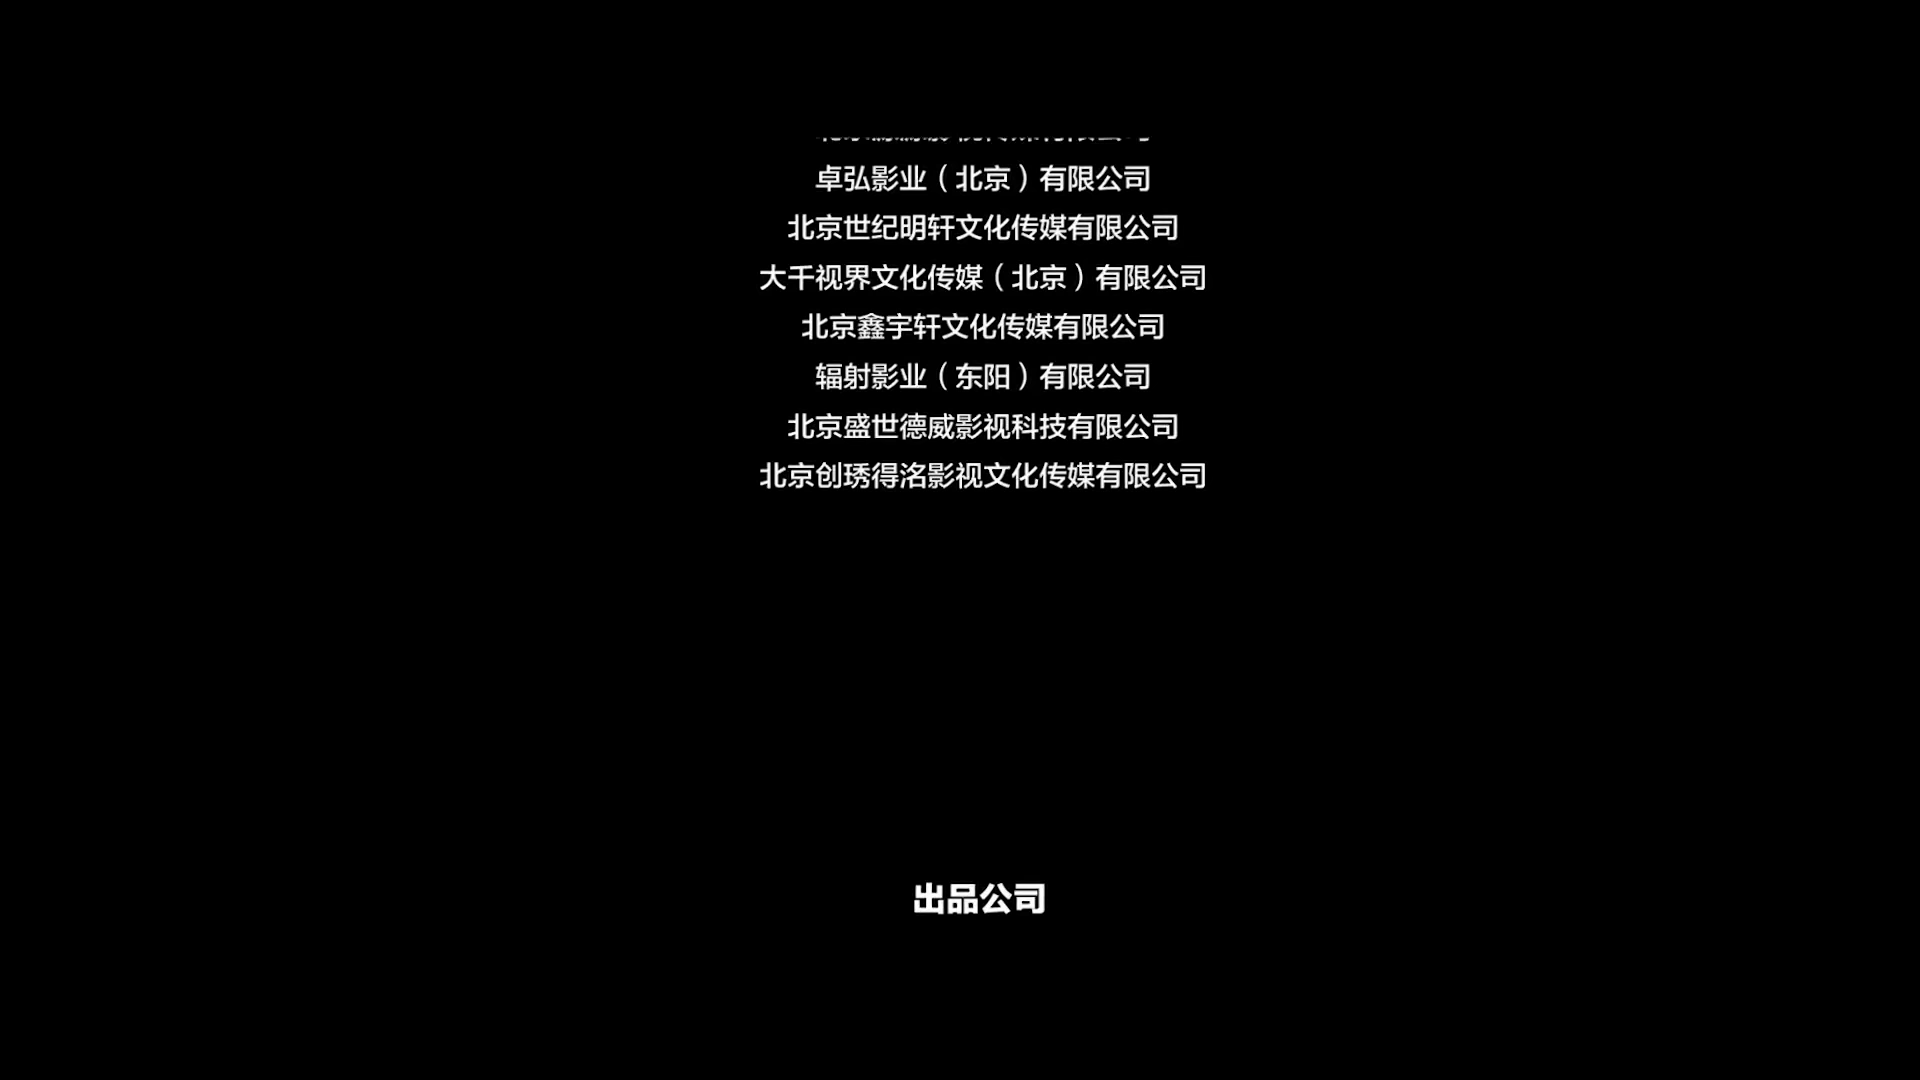 卓弘影业（北京）有限公司
北京世纪明轩文化传媒有限公司
大千视界文化传媒（北京）有限公司
北京鑫宇轩文化传媒有限公司
辐射影业（东阳）有限公司
北京盛世德威影视科技有限公司
北京创琇得洺影视文化传媒有限公司
出品公司